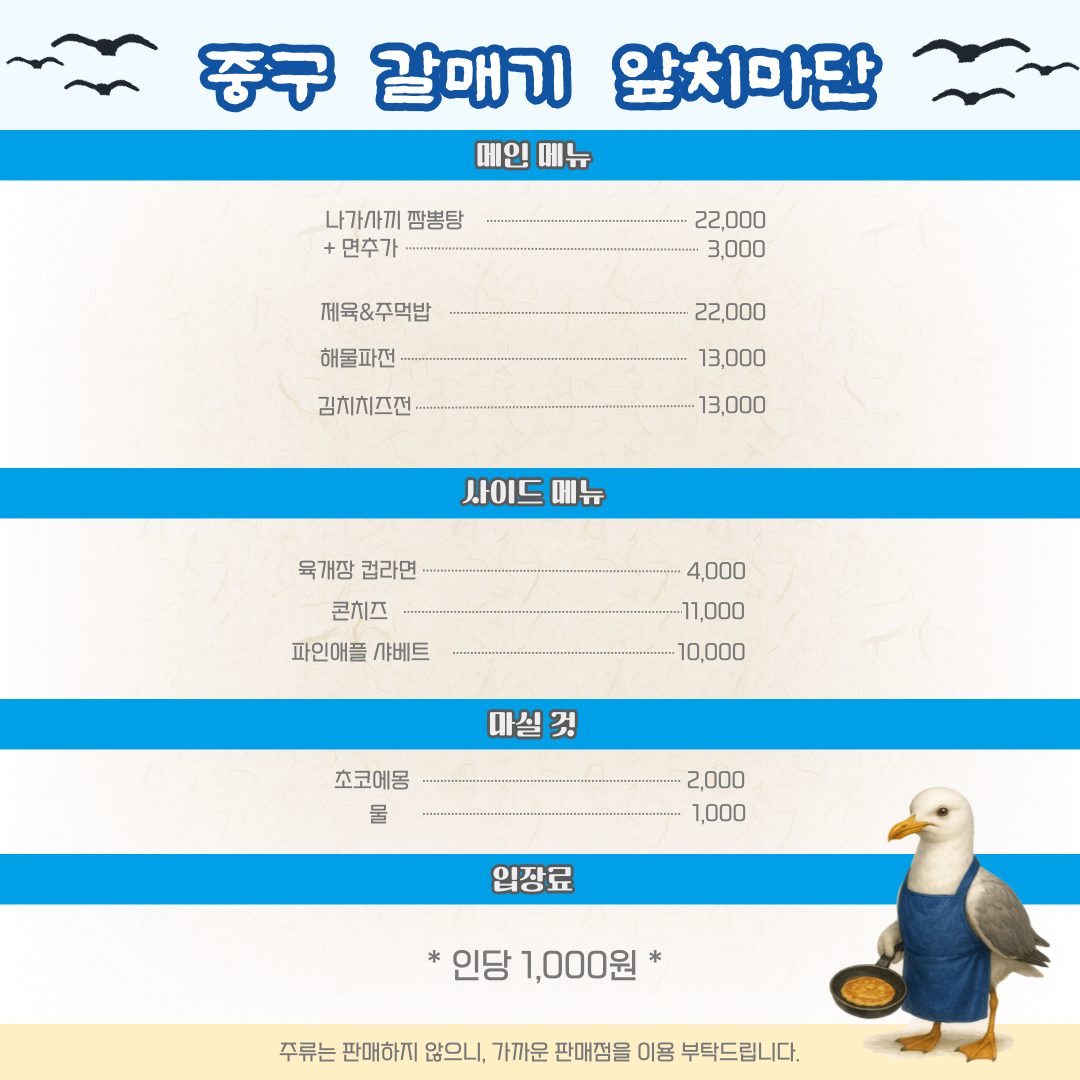 중구 갈매기 앞치마단
메인 메뉴
나가사끼 짬뽕탕 22,000
+ 면추가 3,000
제육&주먹밥 22,000
해물파전 13,000
김치치즈전 13,000
사이드 메뉴
육개장 컵라면 4,000
콘치즈 11,000
파인애플 샤베트 10,000
마실 것
초코에몽 2,000
물 1,000
입장료
* 인당 1,000원 *
주류는 판매하지 않으니, 가까운 판매점을 이용 부탁드립니다.